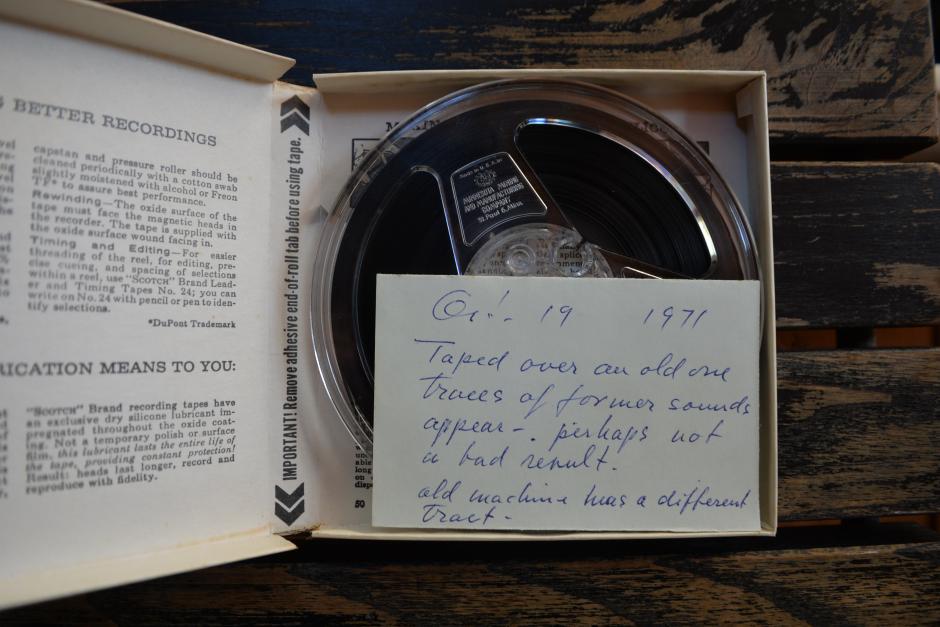 BETTER RECORDINGS
capstan and pressure roller should be
cleaned periodically with a cotton swab
slightly moistened with alcohol or Freon
TF* to assure best performance.
Rewinding—The oxide surface of the
tape must face the magnetic heads in
the recorder. The tape is supplied with
the oxide surface wound facing in.
Timing and Editing—For easier
threading of the reel, for editing, pre-
cise cueing, and spacing of selections
within a reel, use "SCOTCH" Brand Lead-
er and Timing Tapes No. 24; you can
write on No. 24 with pencil or pen to iden-
tify selections.
*DuPont Trademark
ICATION MEANS TO YOU:
"SCOTCH" Brand recording tapes have
an exclusive dry silicone lubricant im-
pregnated throughout the oxide coat-
ing. Not a temporary polish or surface
film, this lubricant lasts the entire life of
the tape, providing constant protection!
Result: heads last longer, record and
reproduce with fidelity.
IMPORTANT! Remove adhesive end-of-roll tab before using tape.
Made in U.S.A. by
MINNESOTA MINING
AND MANUFACTURING
COMPANY
St. Paul 6, Minn.
19 1971
Taped over an old one
traces of former sounds
appear-. perhaps not
a bad result.
old machine has a different
tract-
50